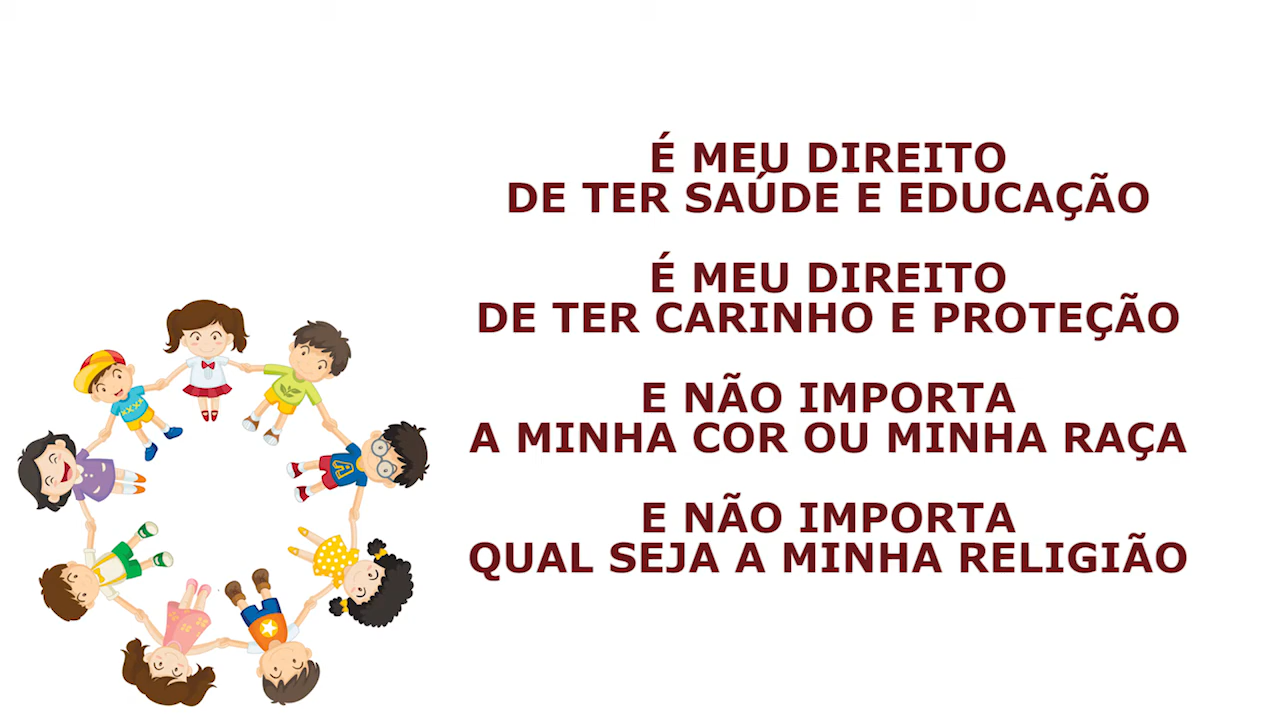 É MEU DIREITO
DE TER SAÚDE E EDUCAÇÃO
É MEU DIREITO
DE TER CARINHO E PROTEÇÃO
E NÃO IMPORTA
A MINHA COR OU MINHA RAÇA
E NÃO IMPORTA
QUAL SEJA A MINHA RELIGIÃO